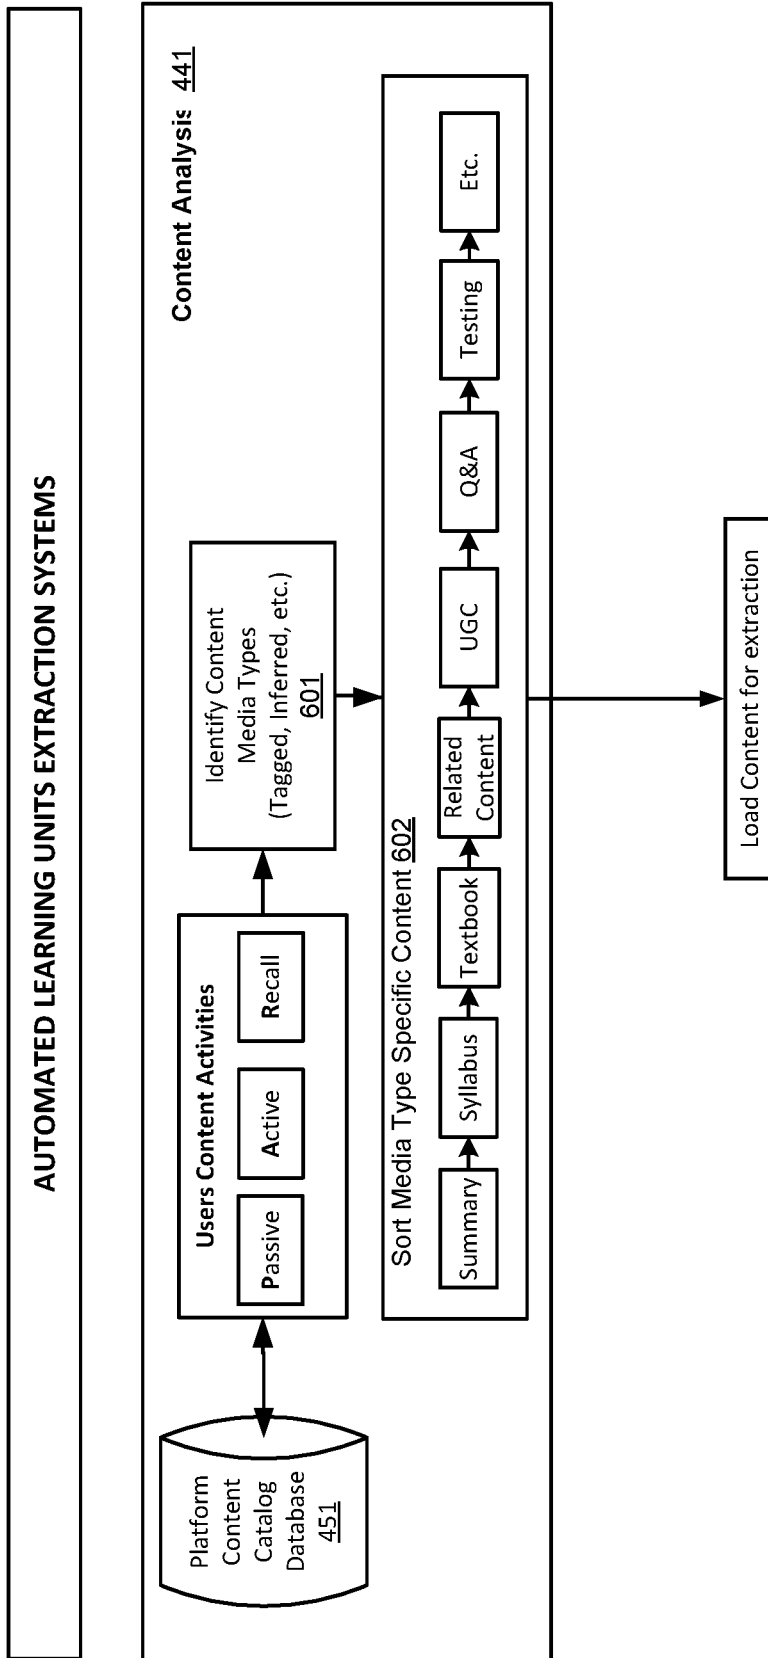 AUTOMATED LEARNING UNITS EXTRACTION SYSTEMS
Content Analysis 441
Platform
Content
Catalog
Database
451
Users Content Activities
Passive
Active
Recall
Identify Content
Media Types
(Tagged, Inferred, etc.)
601
Sort Media Type Specific Content 602
Summary
Syllabus
Textbook
Related
Content
UGC
Q&A
Testing
Etc.
Load Content for extraction